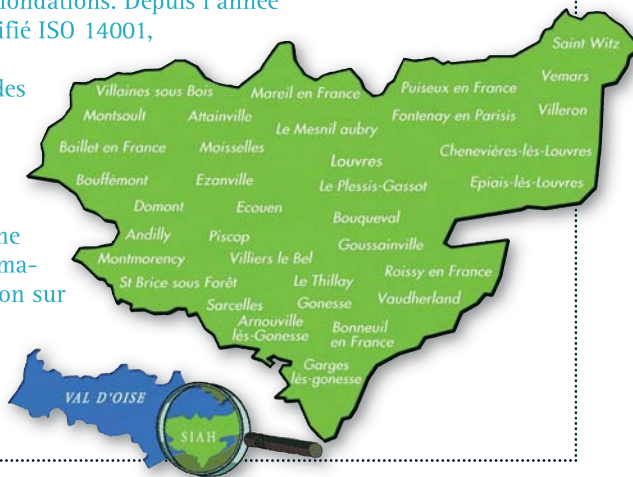 ondations. Depuis l'année
ifié ISO 14001,
des
ne
ma-
on sur
Saint Witz
Vemars
Villaines sous Bois
Mareil en France
Puiseux en France
Montsoult
Attainville
Fontenay en Parisis
Villeron
Le Mesnil aubry
Baillet en France
Moisselles
Chenevières-lès-Louvres
Louvres
Bouffémont
Ezanville
Le Plessis-Gassot
Epiais-lès-Louvres
Domont
Ecouen
Bouqueval
Andilly
Piscop
Goussainville
Montmorency
Villiers le Bel
Roissy en France
St Brice sous Forêt
Le Thillay
Sarcelles
Gonesse
Vaudherland
Arnouville
lès-Gonesse
Bonneuil
en France
Garges
lès-gonesse
VAL D'OISE
SIAH